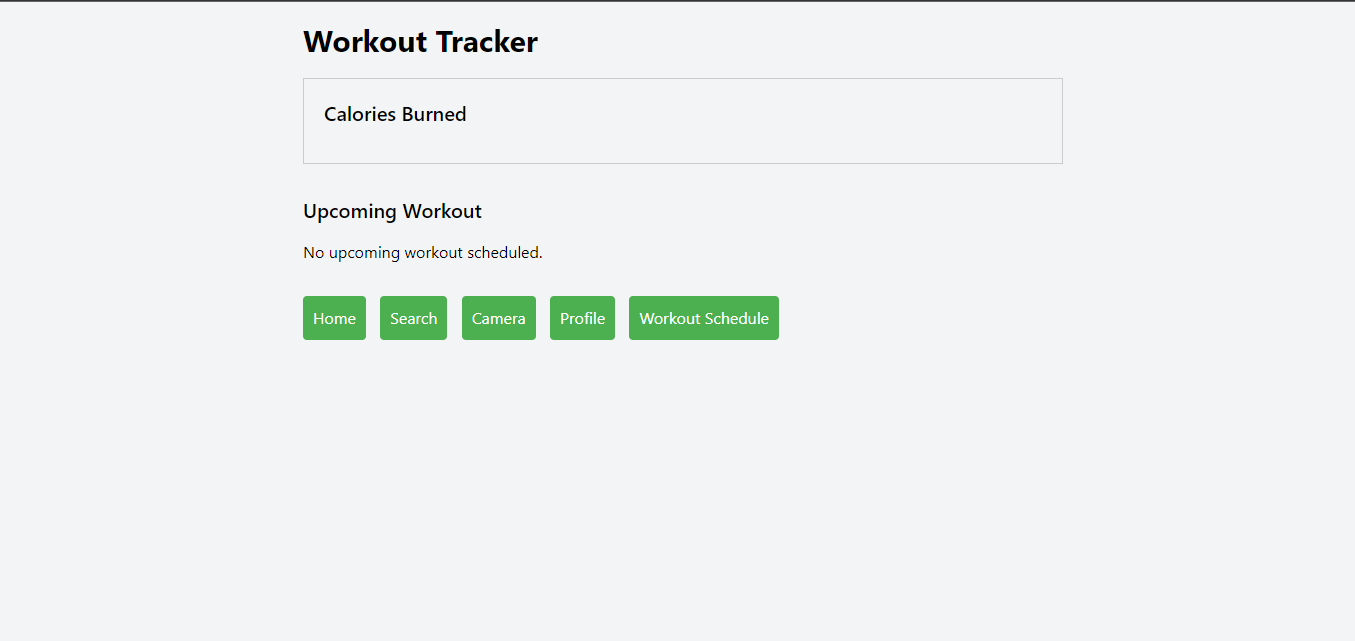 Workout Tracker
Calories Burned
Upcoming Workout
No upcoming workout scheduled.
Home Search Camera Profile Workout Schedule